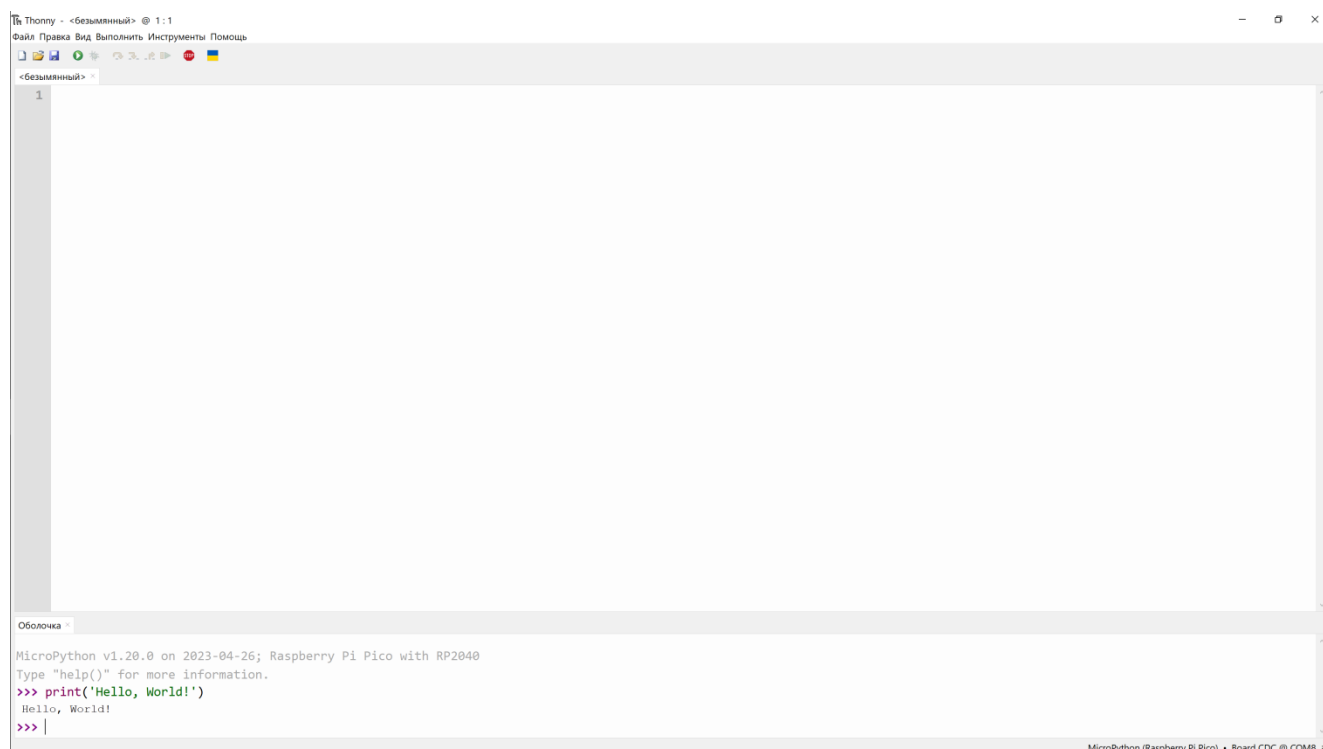 Th Thonny - <безымянный> @ 1 : 1
Файл Правка Вид Выполнить Инструменты Помощь
STOP
<безымянный> ×
1
Оболочка ×
MicroPython v1.20.0 on 2023-04-26; Raspberry Pi Pico with RP2040
Type "help()" for more information.
>>> print('Hello, World!')
Hello, World!
>>>
MicroPython (Raspberry Pi Pico) • Board CDC @ COM8